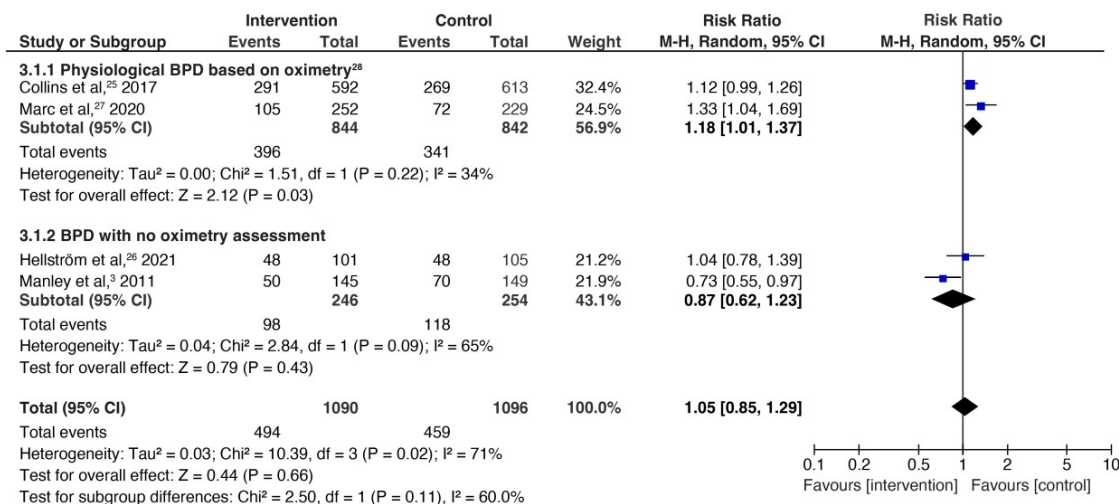 Intervention Control Risk Ratio Risk Ratio
Study or Subgroup Events Total Events Total Weight M-H, Random, 95% CI M-H, Random, 95% CI
3.1.1 Physiological BPD based on oximetry²⁸
Collins et al,²⁵ 2017 291 592 269 613 32.4% 1.12 [0.99, 1.26]
Marc et al,²⁷ 2020 105 252 72 229 24.5% 1.33 [1.04, 1.69]
Subtotal (95% CI) 844 842 56.9% 1.18 [1.01, 1.37]
Total events 396 341
Heterogeneity: Tau² = 0.00; Chi² = 1.51, df = 1 (P = 0.22); I² = 34%
Test for overall effect: Z = 2.12 (P = 0.03)
3.1.2 BPD with no oximetry assessment
Hellström et al,²⁶ 2021 48 101 48 105 21.2% 1.04 [0.78, 1.39]
Manley et al,³ 2011 50 145 70 149 21.9% 0.73 [0.55, 0.97]
Subtotal (95% CI) 246 254 43.1% 0.87 [0.62, 1.23]
Total events 98 118
Heterogeneity: Tau² = 0.04; Chi² = 2.84, df = 1 (P = 0.09); I² = 65%
Test for overall effect: Z = 0.79 (P = 0.43)
Total (95% CI) 1090 1096 100.0% 1.05 [0.85, 1.29]
Total events 494 459
Heterogeneity: Tau² = 0.03; Chi² = 10.39, df = 3 (P = 0.02); I² = 71%
Test for overall effect: Z = 0.44 (P = 0.66)
Test for subgroup differences: Chi² = 2.50, df = 1 (P = 0.11), I² = 60.0%
0.1 0.2 0.5 1 2 5 10
Favours [intervention] Favours [control]